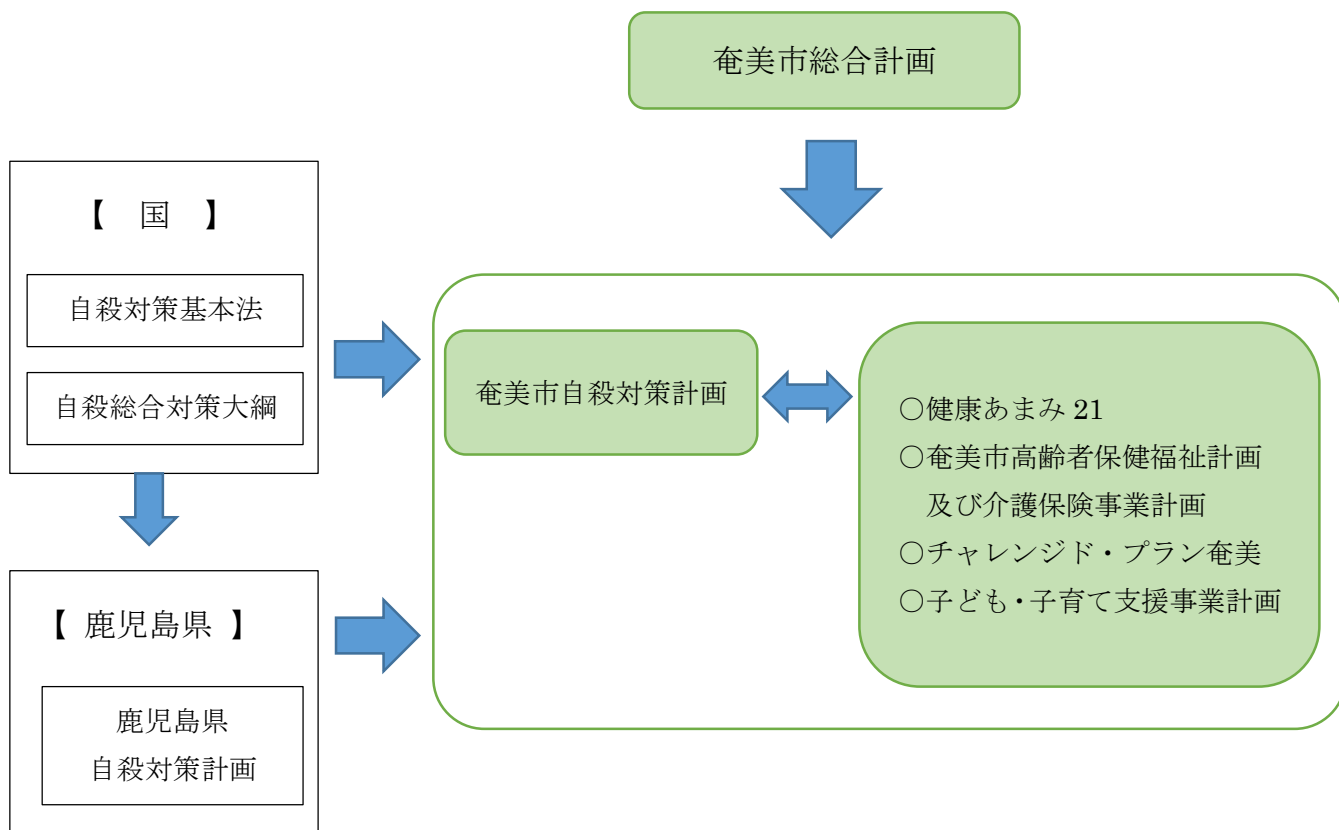 奄美市総合計画
【 国 】
自殺対策基本法
自殺総合対策大綱
【 鹿児島県 】
鹿児島県
自殺対策計画
奄美市自殺対策計画
〇健康あまみ 21
〇奄美市高齢者保健福祉計画
及び介護保険事業計画
〇チャレンジド・プラン奄美
〇子ども・子育て支援事業計画